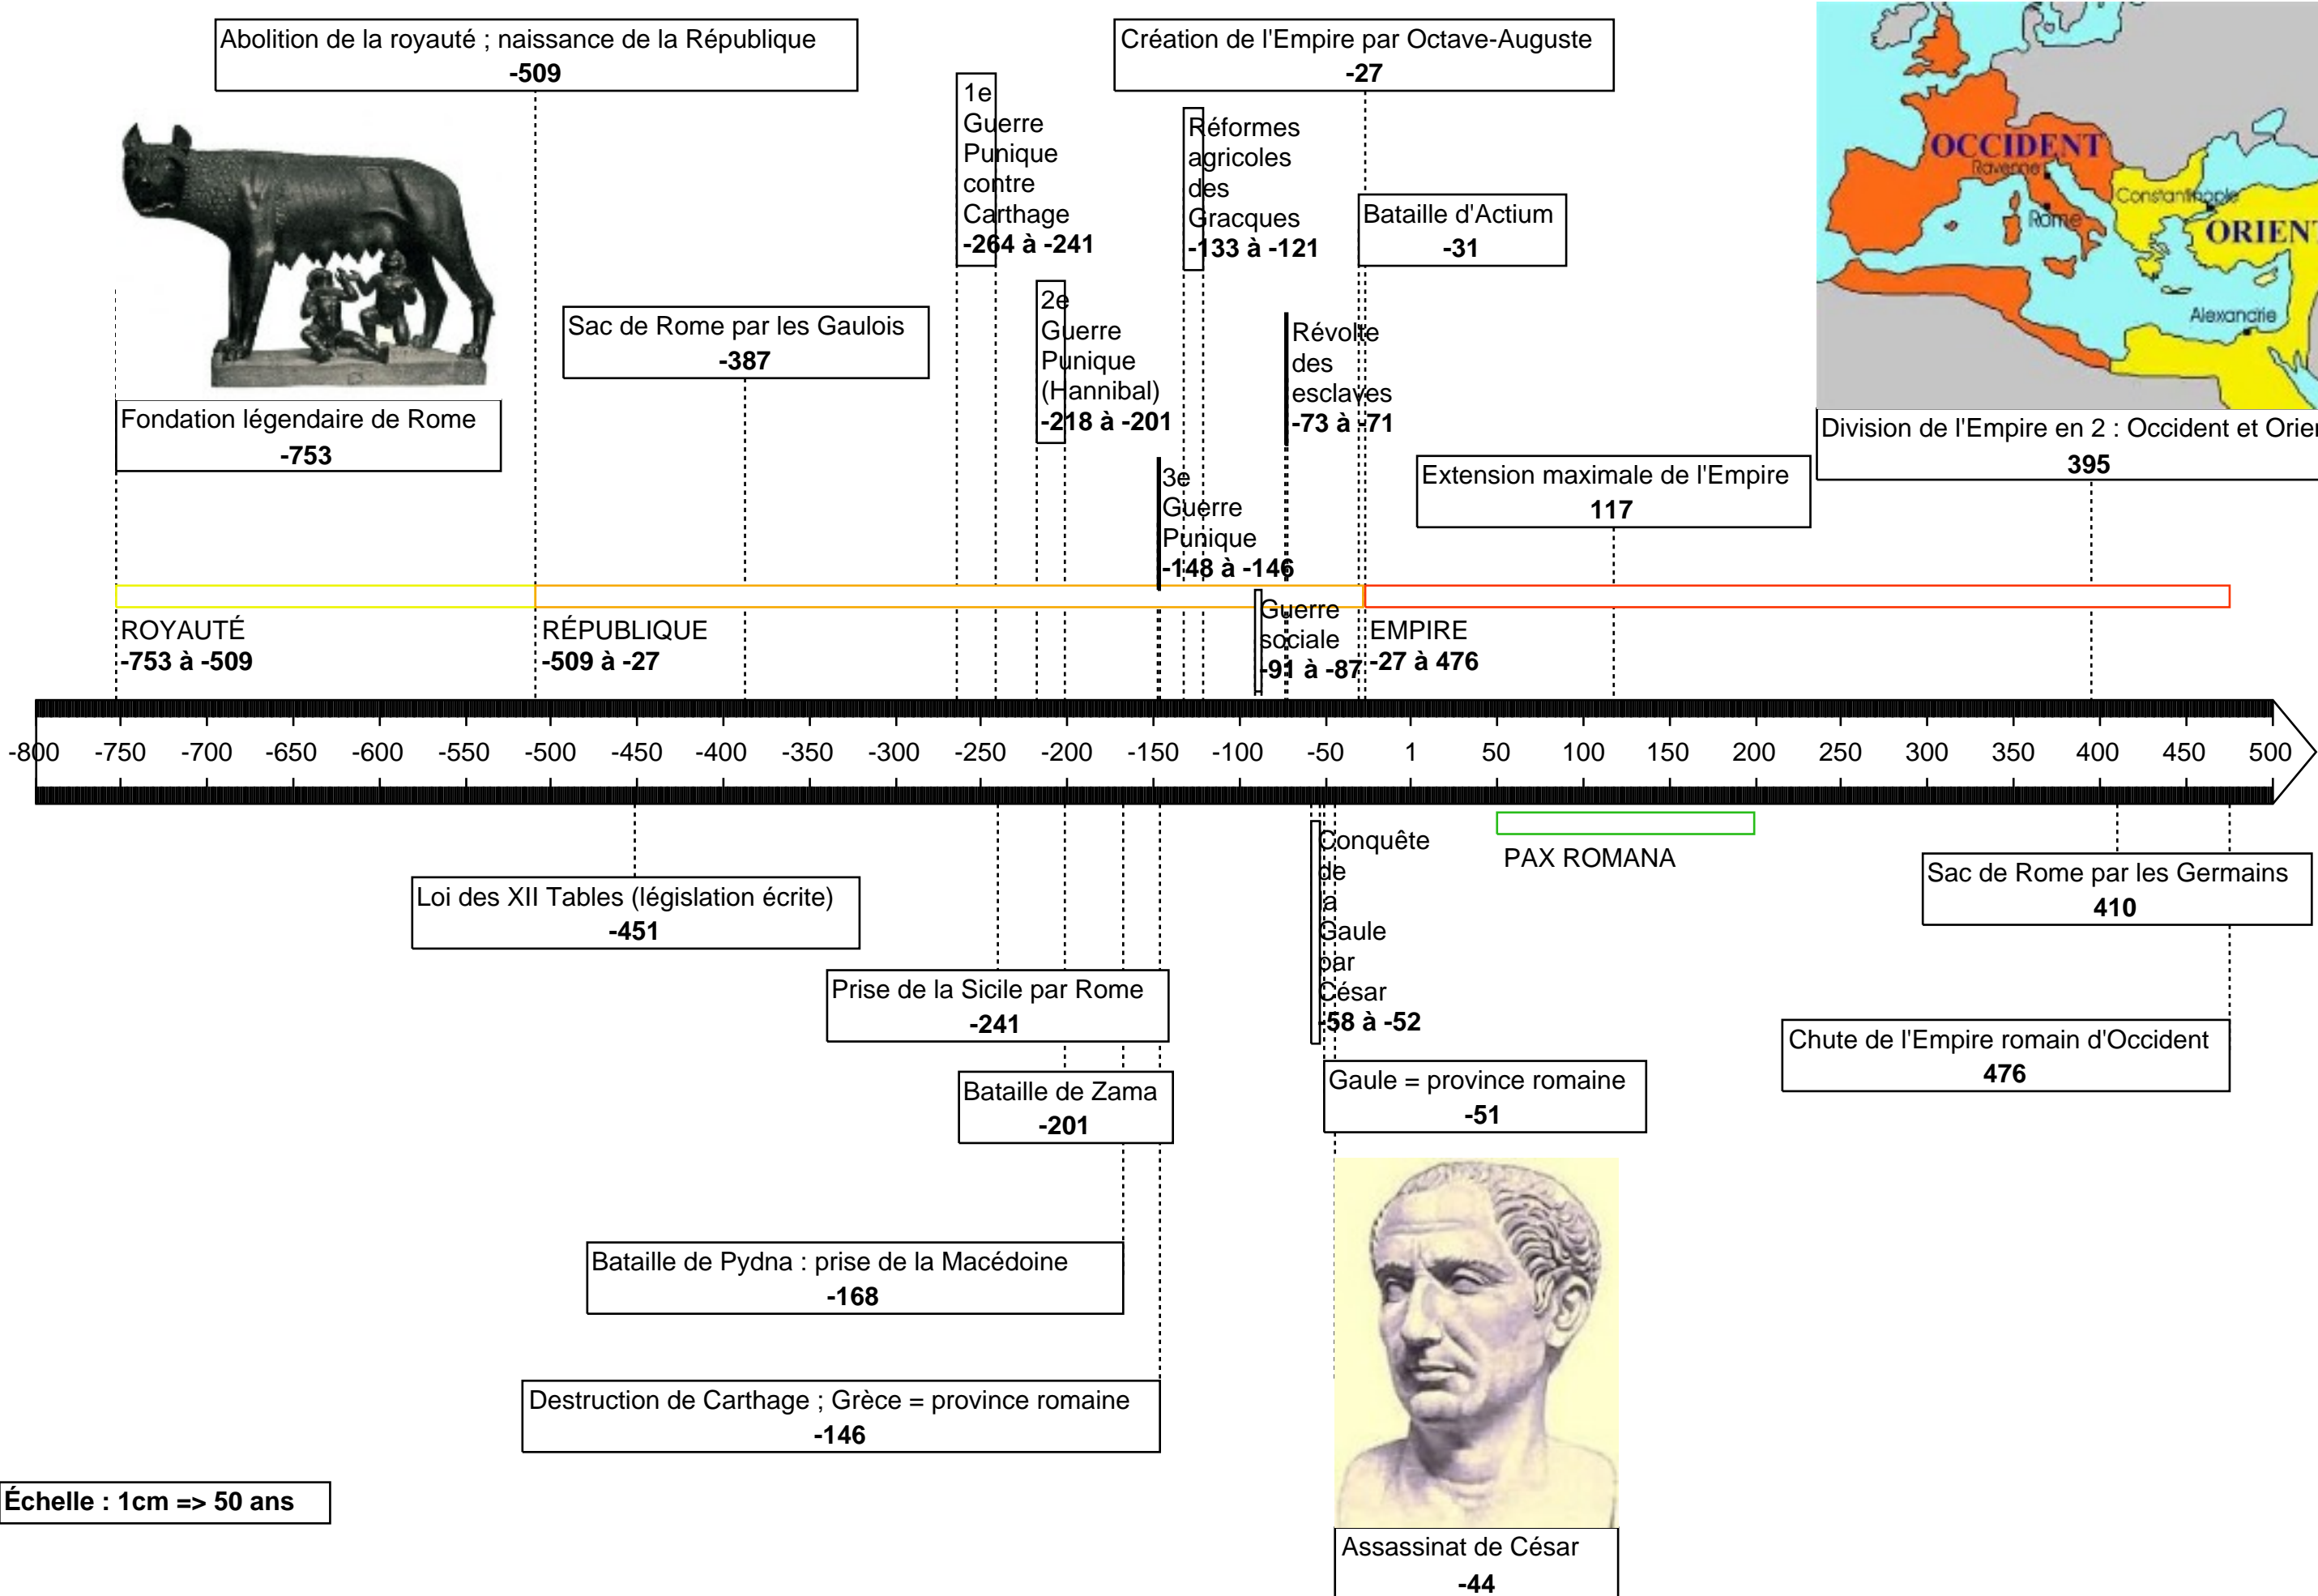 Abolition de la royauté ; naissance de la République
-509
Création de l'Empire par Octave-Auguste
-27
1e
Guerre
Punique
contre
Carthage
-264 à -241
Réformes
agricoles
des
Gracques
-133 à -121
Bataille d'Actium
-31
OCCIDENT
Ravenne
Rome
Constantinople
ORIEN
Alexandrie
2e
Guerre
Punique
(Hannibal)
-218 à -201
Sac de Rome par les Gaulois
-387
Révolte
des
esclaves
-73 à -71
Fondation légendaire de Rome
-753
Division de l'Empire en 2 : Occident et Orien
395
3e
Guerre
Punique
-148 à -146
Extension maximale de l'Empire
117
Guerre
sociale
-91 à -87
ROYAUTÉ
-753 à -509
RÉPUBLIQUE
-509 à -27
EMPIRE
-27 à 476
-800 -750 -700 -650 -600 -550 -500 -450 -400 -350 -300 -250 -200 -150 -100 -50 1 50 100 150 200 250 300 350 400 450 500
PAX ROMANA
Conquête
de
la
Gaule
par
César
-58 à -52
Loi des XII Tables (législation écrite)
-451
Sac de Rome par les Germains
410
Prise de la Sicile par Rome
-241
Chute de l'Empire romain d'Occident
476
Bataille de Zama
-201
Gaule = province romaine
-51
Bataille de Pydna : prise de la Macédoine
-168
Destruction de Carthage ; Grèce = province romaine
-146
Échelle : 1cm => 50 ans
Assassinat de César
-44